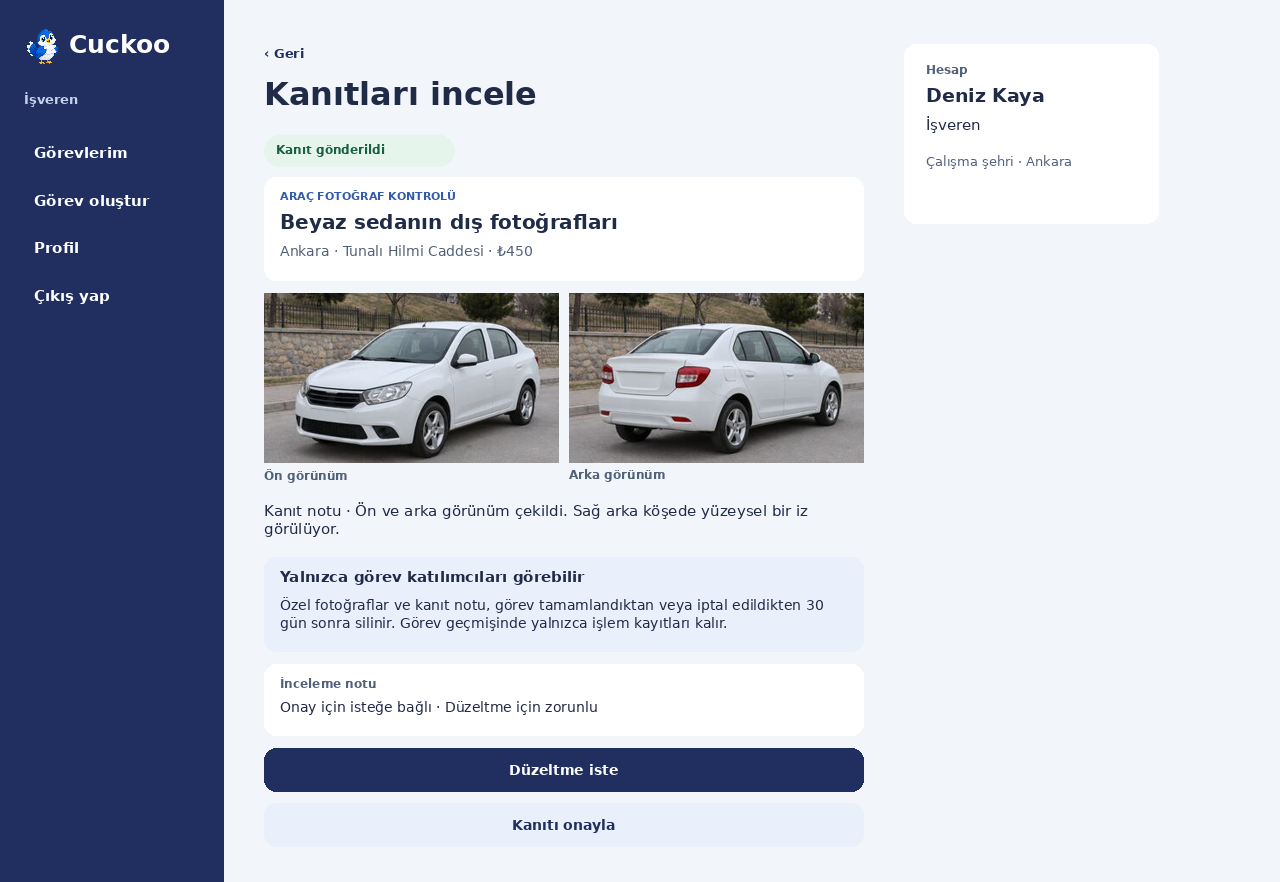 Cuckoo
İşveren
Görevlerim
Görev oluştur
Profil
Çıkış yap
‹ Geri
Kanıtları incele
Kanıt gönderildi
ARAÇ FOTOĞRAF KONTROLÜ
Beyaz sedanın dış fotoğrafları
Ankara · Tunalı Hilmi Caddesi · ₺450
Ön görünüm
Arka görünüm
Kanıt notu · Ön ve arka görünüm çekildi. Sağ arka köşede yüzeysel bir iz
görülüyor.
Yalnızca görev katılımcıları görebilir
Özel fotoğraflar ve kanıt notu, görev tamamlandıktan veya iptal edildikten 30
gün sonra silinir. Görev geçmişinde yalnızca işlem kayıtları kalır.
İnceleme notu
Onay için isteğe bağlı · Düzeltme için zorunlu
Düzeltme iste
Kanıtı onayla
Hesap
Deniz Kaya
İşveren
Çalışma şehri · Ankara